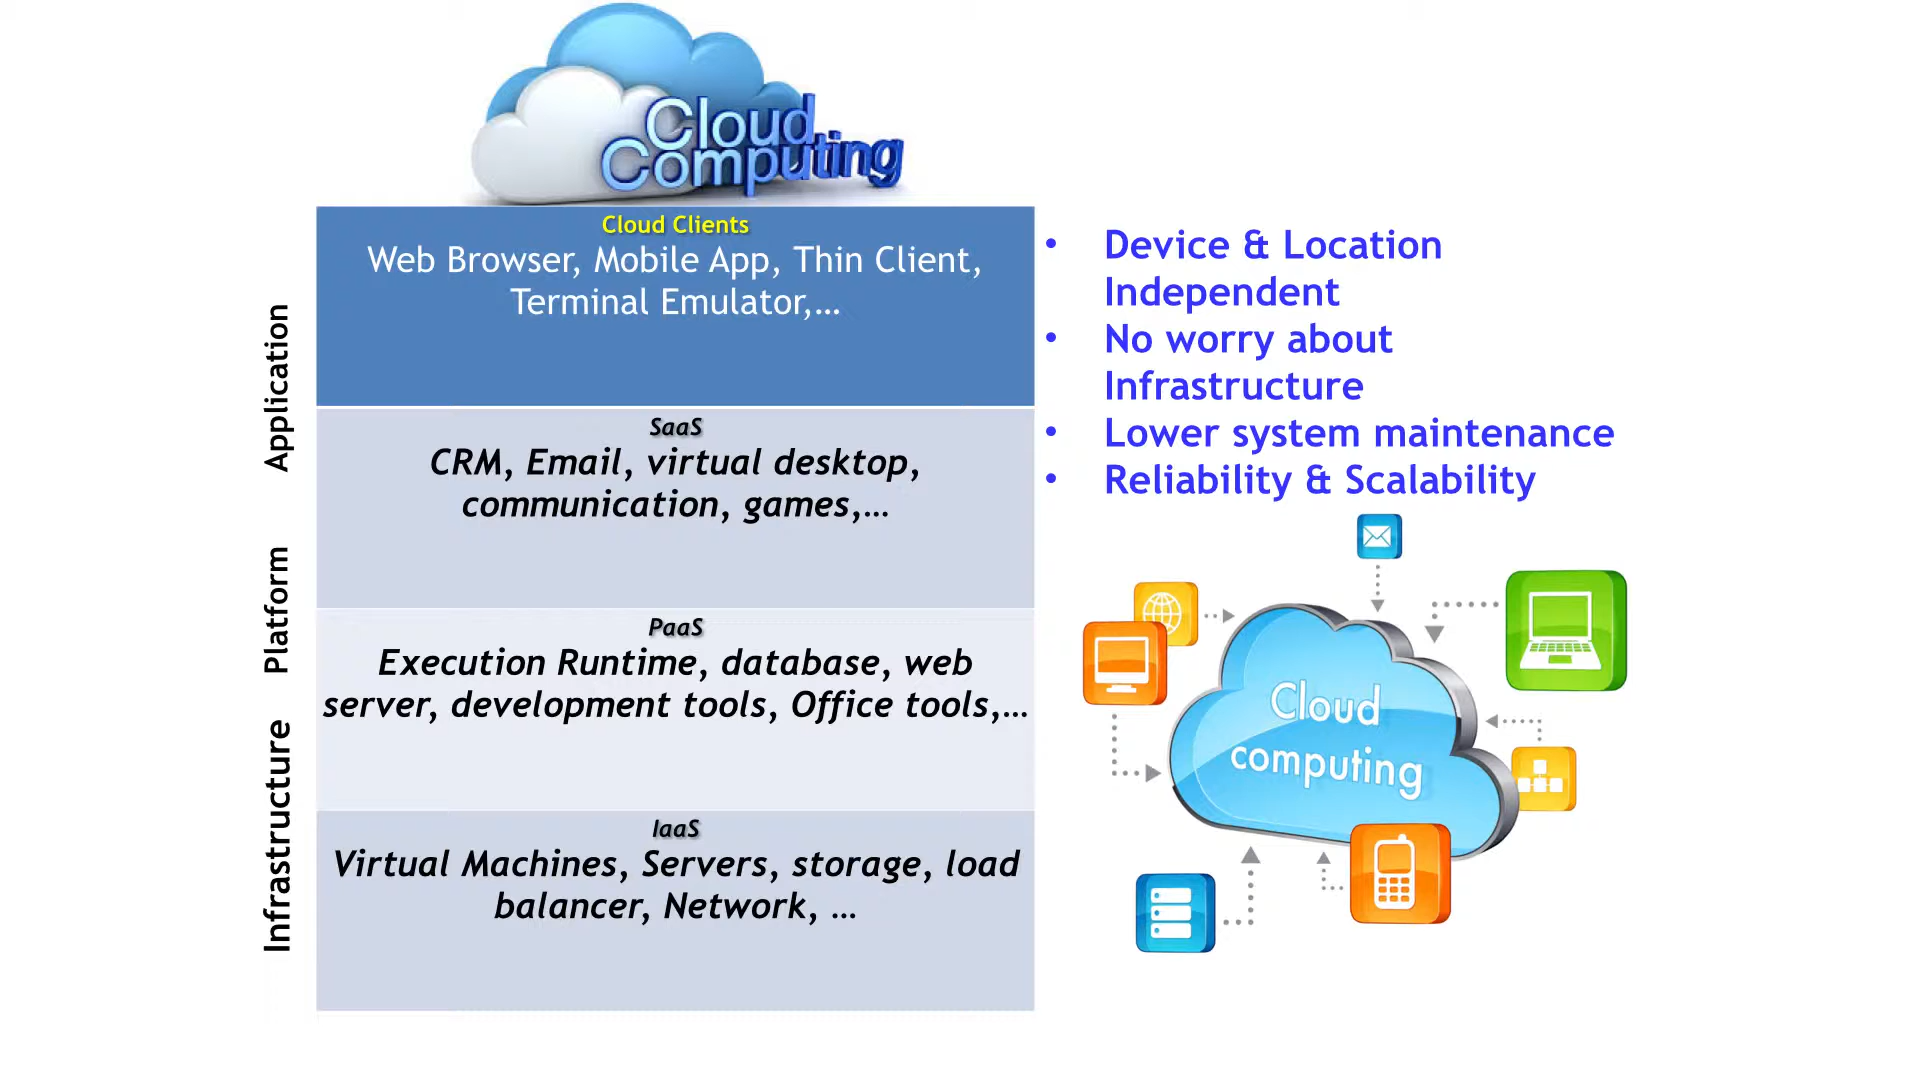 Cloud
Computing
Cloud Clients
Web Browser, Mobile App, Thin Client,
Terminal Emulator,...
SaaS
CRM, Email, virtual desktop,
communication, games,...
PaaS
Execution Runtime, database, web
server, development tools, Office tools,...
IaaS
Virtual Machines, Servers, storage, load
balancer, Network, ...
Application
Platform
Infrastructure
• Device & Location
Independent
• No worry about
Infrastructure
• Lower system maintenance
• Reliability & Scalability
Cloud
computing